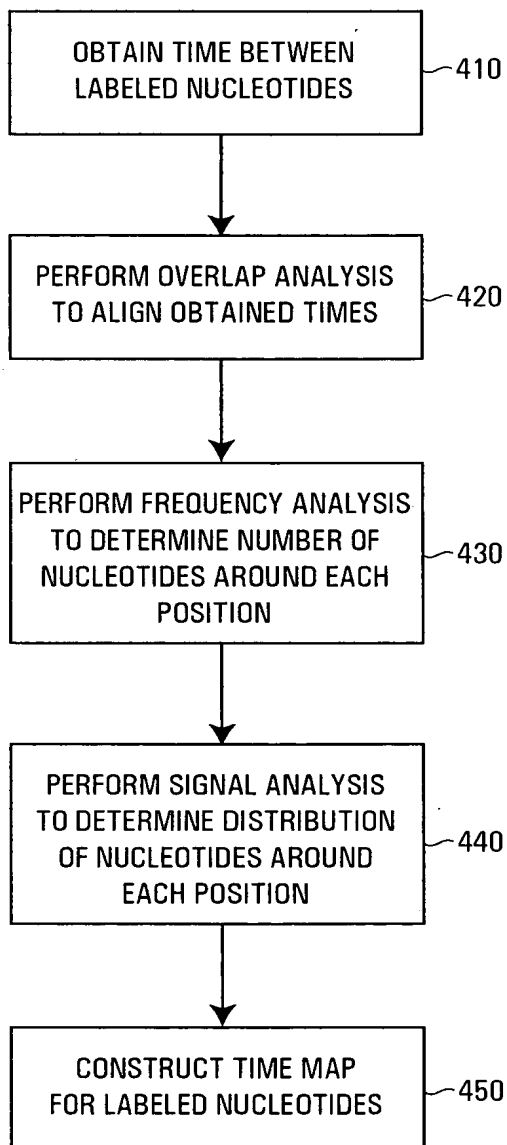 OBTAIN TIME BETWEEN
LABELED NUCLEOTIDES
410
PERFORM OVERLAP ANALYSIS
TO ALIGN OBTAINED TIMES
420
PERFORM FREQUENCY ANALYSIS
TO DETERMINE NUMBER OF
NUCLEOTIDES AROUND EACH
POSITION
430
PERFORM SIGNAL ANALYSIS
TO DETERMINE DISTRIBUTION
OF NUCLEOTIDES AROUND
EACH POSITION
440
CONSTRUCT TIME MAP
FOR LABELED NUCLEOTIDES
450